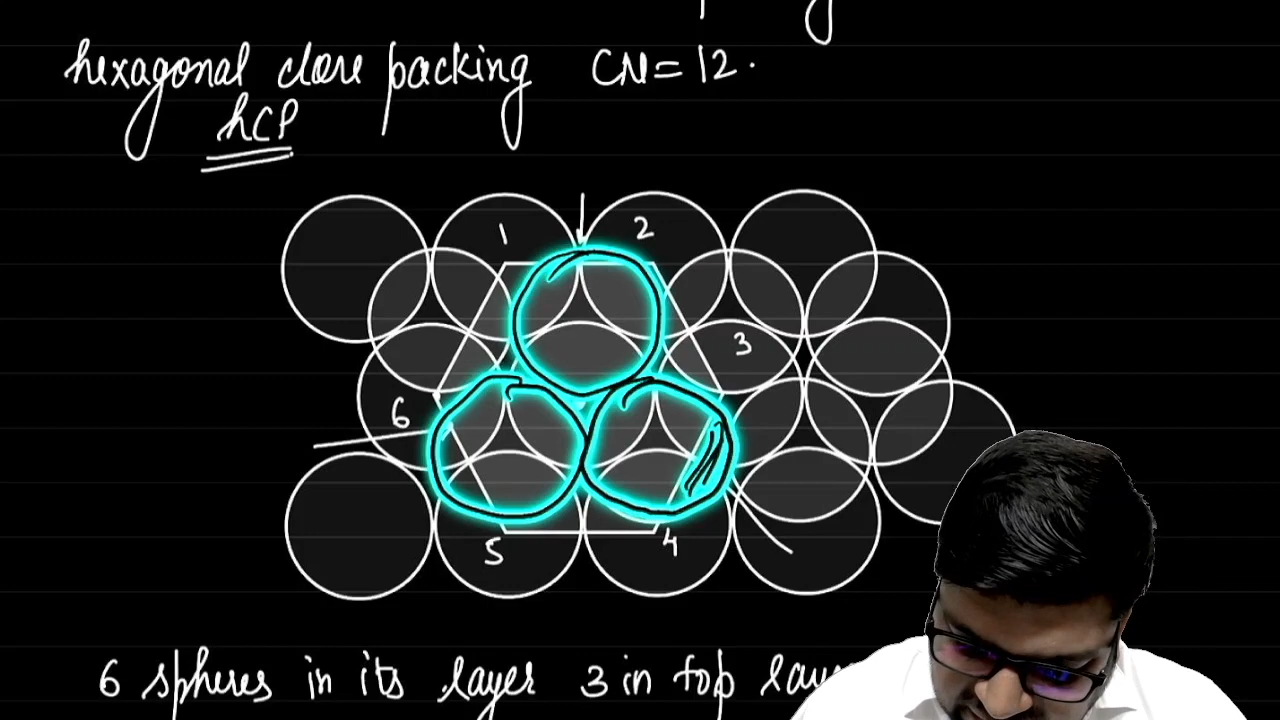 hexagonal close packing CN = 12.
hCP
1 2
3
6
5 4
6 spheres in its layer 3 in top